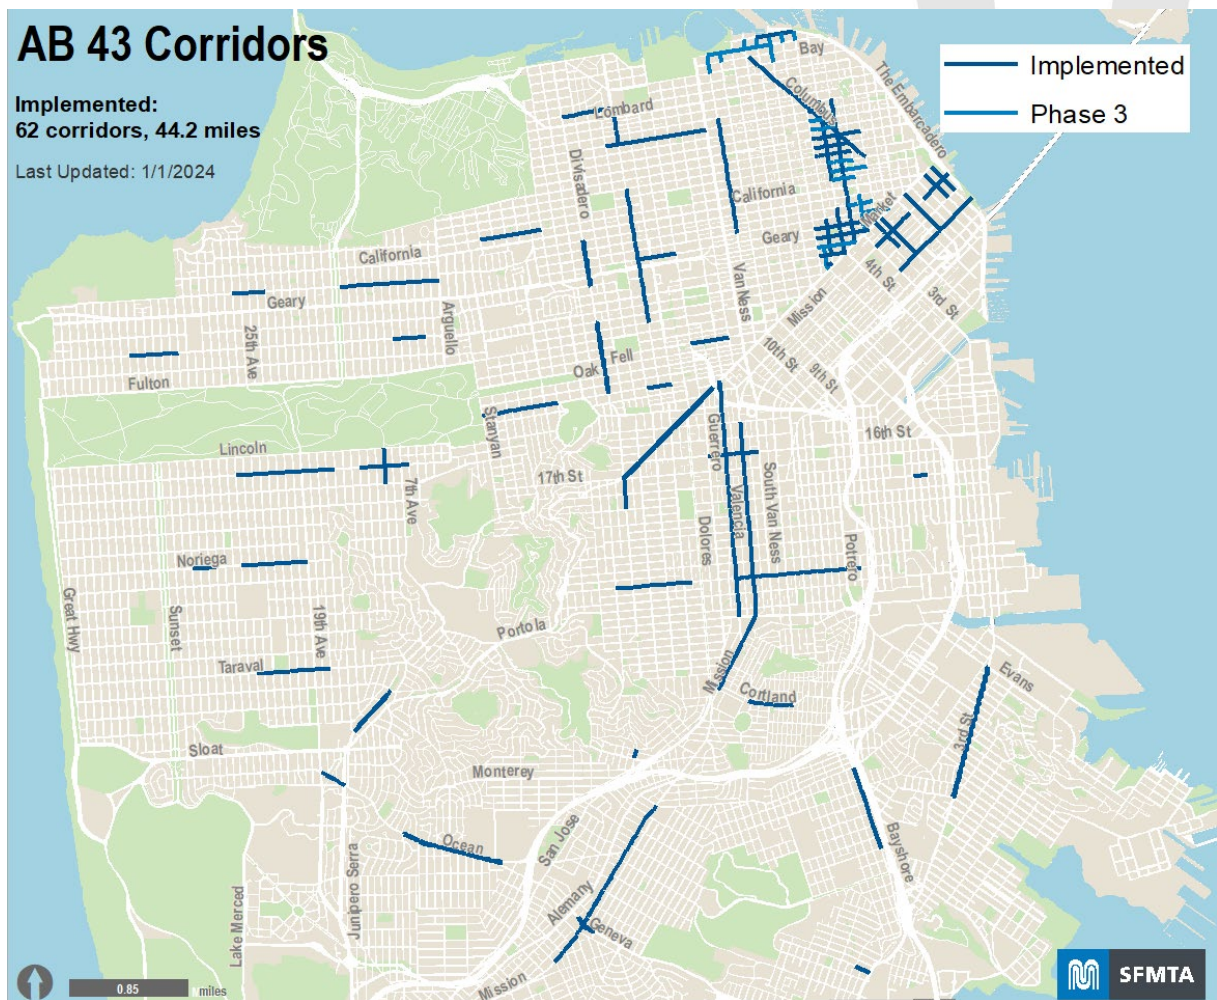 AB 43 Corridors
Implemented:
62 corridors, 44.2 miles
Last Updated: 1/1/2024
Implemented
Phase 3
Bay
The Embarcadero
Columbus
Lombard
Divisadero
California
Market
Geary
California
Van Ness
4th St
3rd St
Mission
Geary
25th Ave
Arguello
10th St
9th St
Fell
Oak
Fulton
Stanyan
Guerrero
16th St
Lincoln
17th St
7th Ave
South Van Ness
Valencia
Dolores
Potrero
Noriega
Great Hwy
Sunset
19th Ave
Portola
Taraval
Mission
Cortland
Evans
3rd St
Sloat
Monterey
San Jose
Ocean
Bayshore
Junipero Serra
Alemany
Geneva
Lake Merced
Mission
0.85
miles
SFMTA